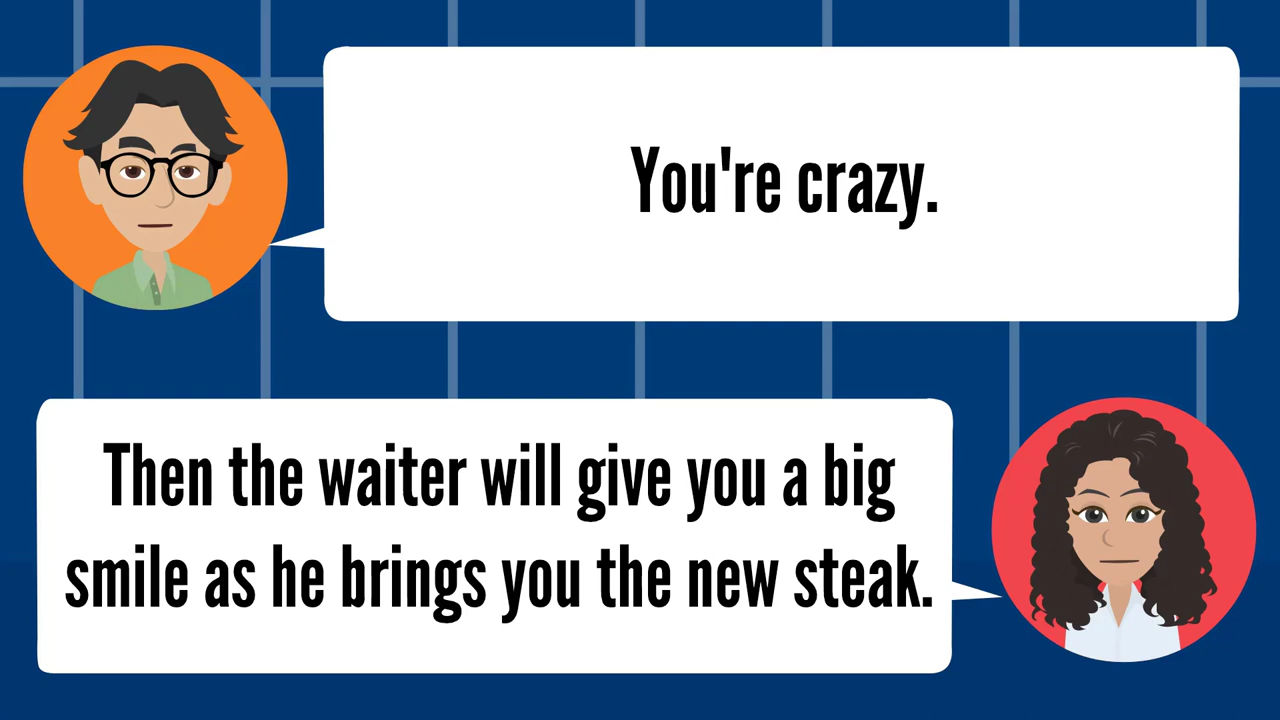 You're crazy.
Then the waiter will give you a big
smile as he brings you the new steak.